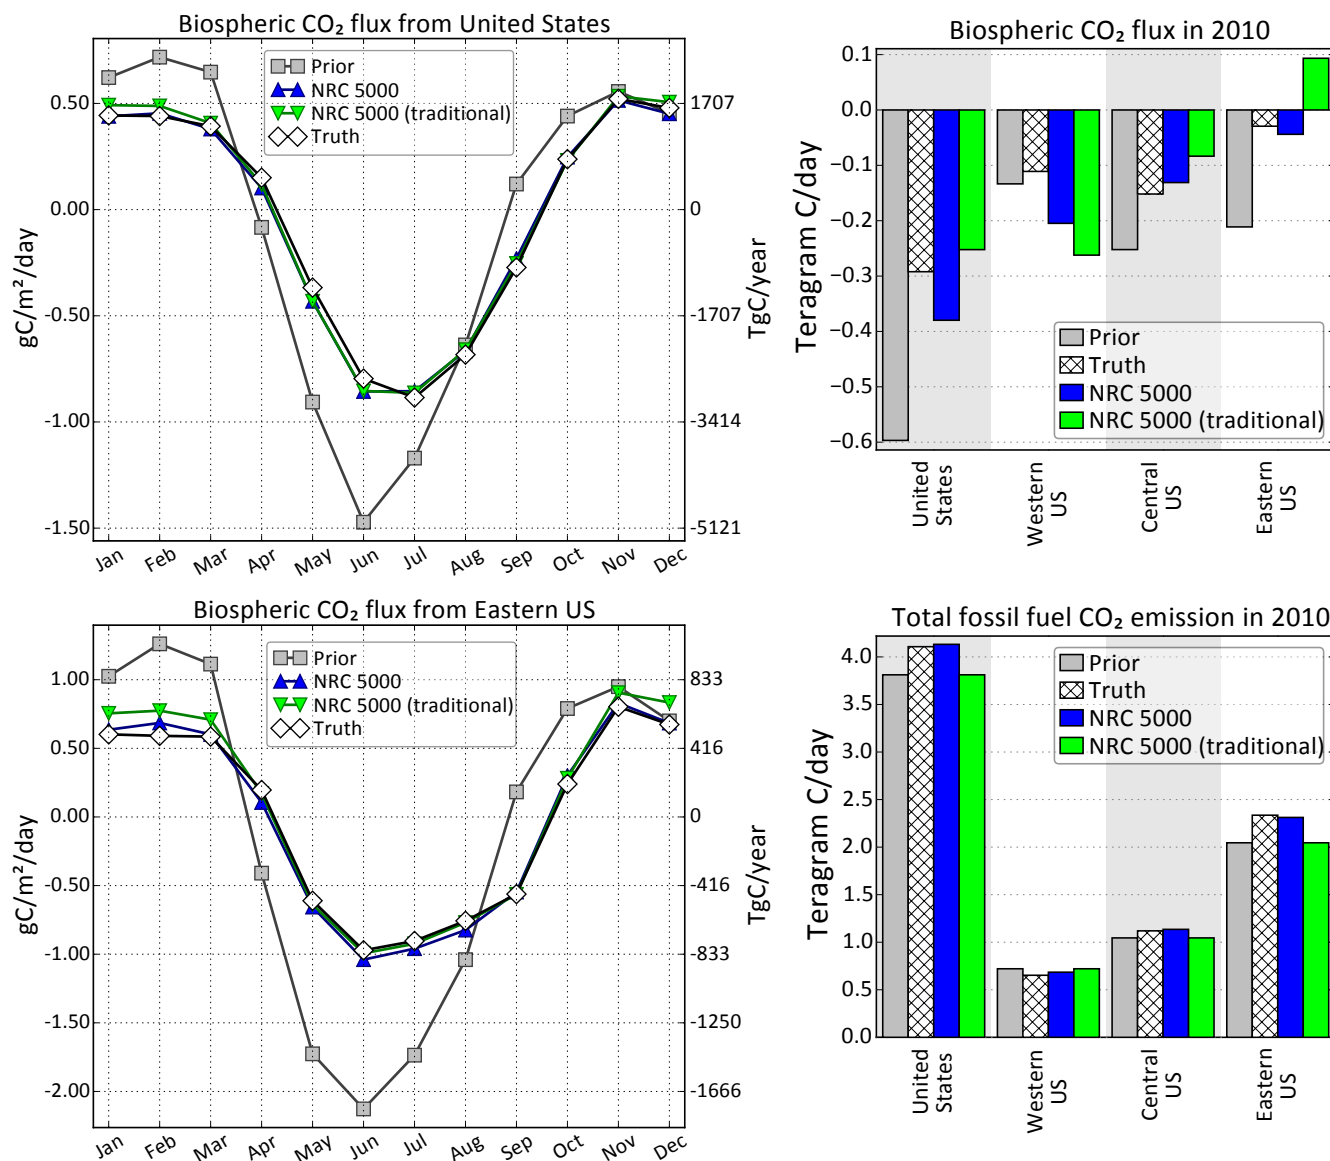 Biospheric CO₂ flux from United States
gC/m²/day
0.50
0.00
-0.50
-1.00
-1.50
Prior
NRC 5000
NRC 5000 (traditional)
Truth
1707
0
-1707
-3414
-5121
TgC/year
Jan Feb Mar Apr May Jun Jul Aug Sep Oct Nov Dec
Biospheric CO₂ flux in 2010
Teragram C/day
0.1
0.0
−0.1
−0.2
−0.3
−0.4
−0.5
−0.6
Prior
Truth
NRC 5000
NRC 5000 (traditional)
United
States
Western
US
Central
US
Eastern
US
Biospheric CO₂ flux from Eastern US
gC/m²/day
1.00
0.50
0.00
-0.50
-1.00
-1.50
-2.00
Prior
NRC 5000
NRC 5000 (traditional)
Truth
833
416
0
-416
-833
-1250
-1666
TgC/year
Jan Feb Mar Apr May Jun Jul Aug Sep Oct Nov Dec
Total fossil fuel CO₂ emission in 2010
Teragram C/day
4.0
3.5
3.0
2.5
2.0
1.5
1.0
0.5
0.0
Prior
Truth
NRC 5000
NRC 5000 (traditional)
United
States
Western
US
Central
US
Eastern
US